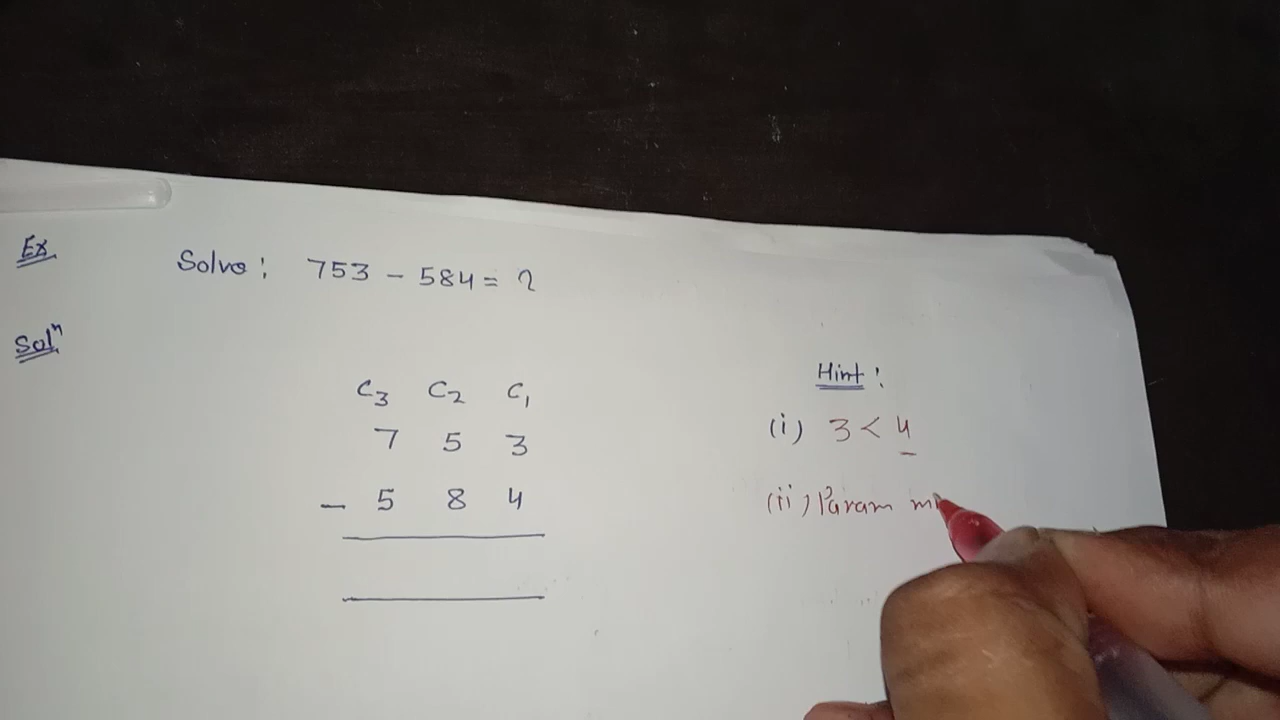 Ex
Solve : 753 - 584 = ?
Solⁿ
C₃ C₂ C₁
7 5 3
- 5 8 4
Hint :
(i) 3 < 4
(ii) Param